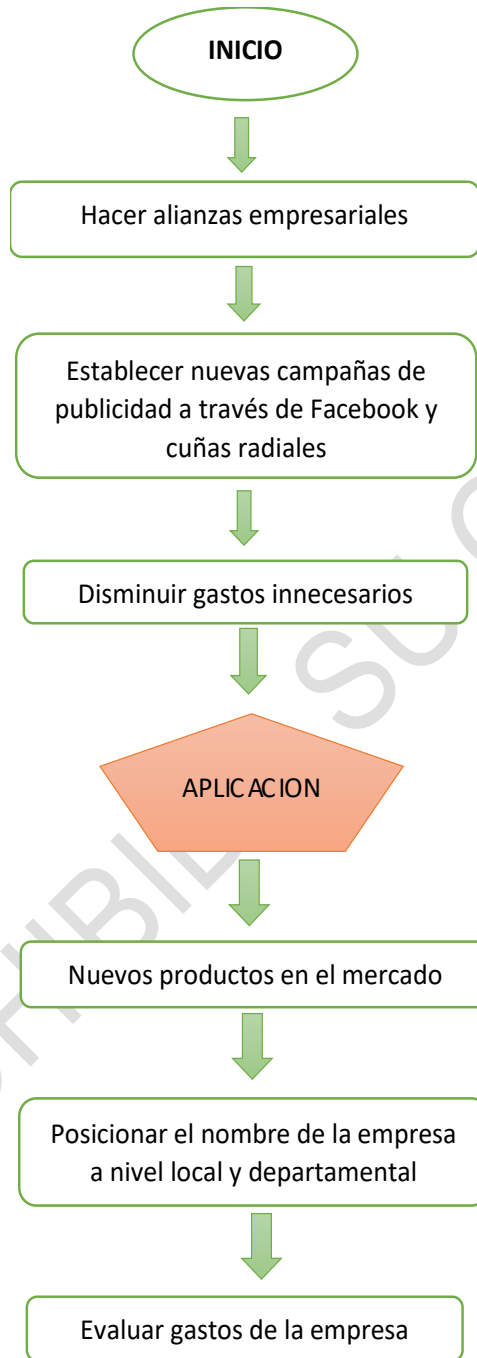 INICIO
Hacer alianzas empresariales
Establecer nuevas campañas de
publicidad a través de Facebook y
cuñas radiales
Disminuir gastos innecesarios
APLICACION
Nuevos productos en el mercado
Posicionar el nombre de la empresa
a nivel local y departamental
Evaluar gastos de la empresa